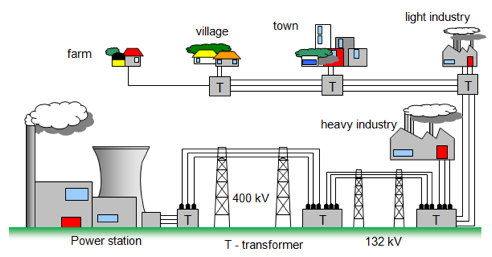 light industry
town
village
farm
T
T
T
heavy industry
400 kV
T
T
T
Power station
T - transformer
132 kV